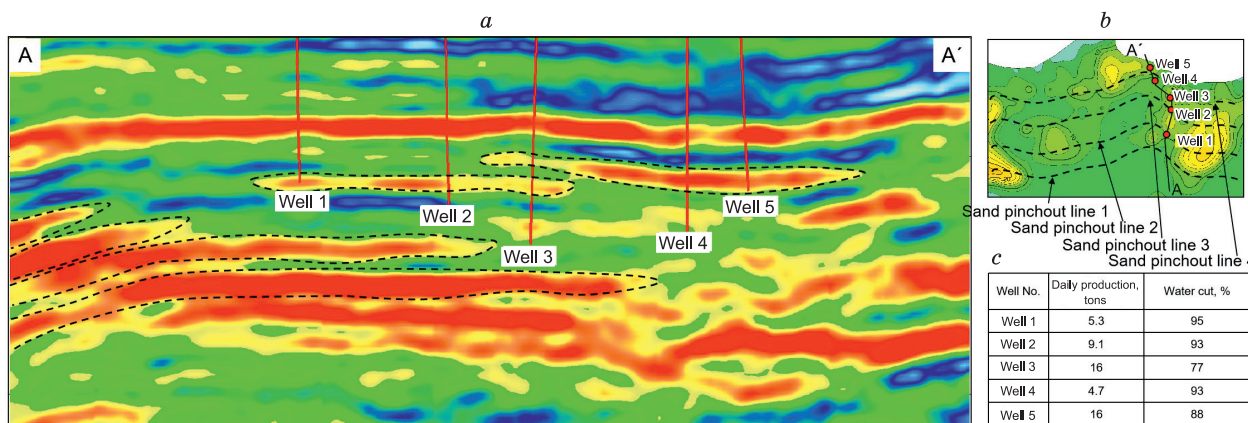 a
b
A
A´
Well 1
Well 2
Well 3
Well 4
Well 5
A´
Well 5
Well 4
Well 3
Well 2
Well 1
A
Sand pinchout line 1
Sand pinchout line 2
Sand pinchout line 3
Sand pinchout line 4
c
Well No. Daily production, tons Water cut, %
Well 1 5.3 95
Well 2 9.1 93
Well 3 16 77
Well 4 4.7 93
Well 5 16 88